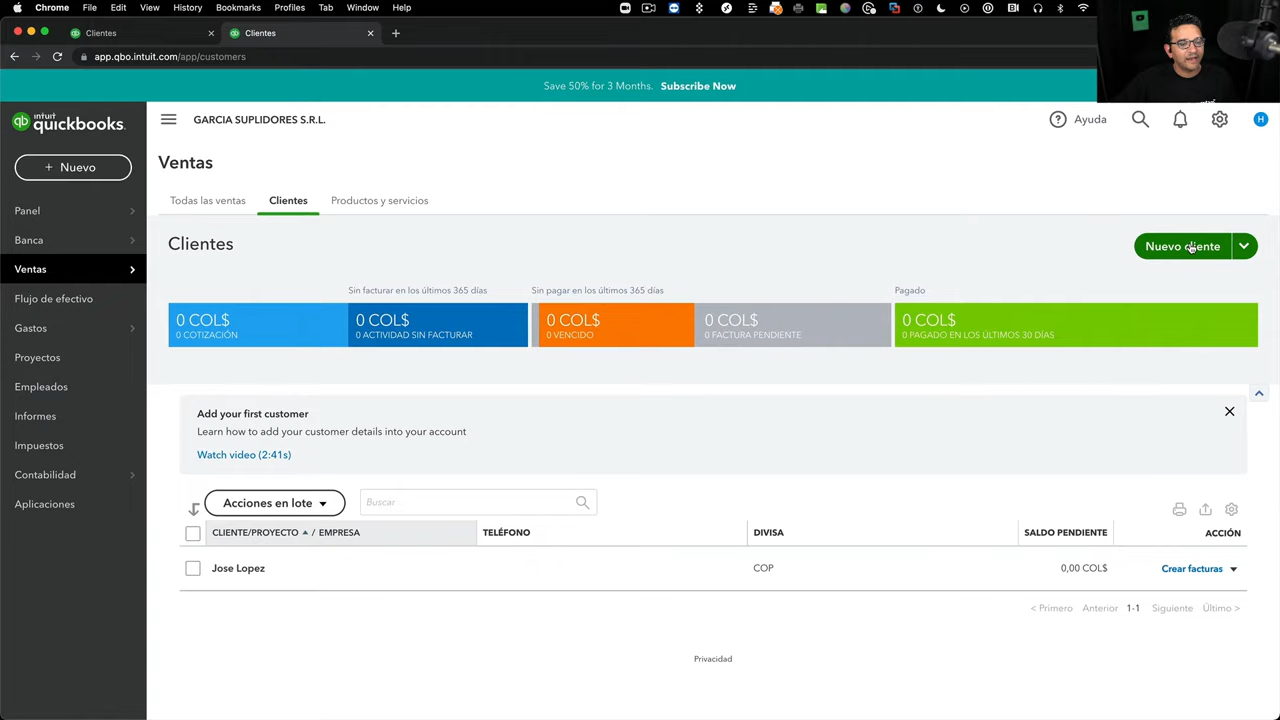 Chrome File Edit View History Bookmarks Profiles Tab Window Help
Clientes
Clientes
app.qbo.intuit.com/app/customers
Save 50% for 3 Months. Subscribe Now
intuit quickbooks.
GARCIA SUPLIDORES S.R.L.
Ayuda
H
+ Nuevo
Panel
Banca
Ventas
Flujo de efectivo
Gastos
Proyectos
Empleados
Informes
Impuestos
Contabilidad
Aplicaciones
Ventas
Todas las ventas Clientes Productos y servicios
Clientes
Nuevo cliente
Sin facturar en los últimos 365 días Sin pagar en los últimos 365 días Pagado
0 COL$ 0 COL$ 0 COL$ 0 COL$ 0 COL$
0 COTIZACIÓN 0 ACTIVIDAD SIN FACTURAR 0 VENCIDO 0 FACTURA PENDIENTE 0 PAGADO EN LOS ÚLTIMOS 30 DÍAS
Add your first customer
Learn how to add your customer details into your account
Watch video (2:41s)
Acciones en lote Buscar
CLIENTE/PROYECTO / EMPRESA TELÉFONO DIVISA SALDO PENDIENTE ACCIÓN
Jose Lopez COP 0,00 COL$ Crear facturas
< Primero Anterior 1-1 Siguiente Último >
Privacidad